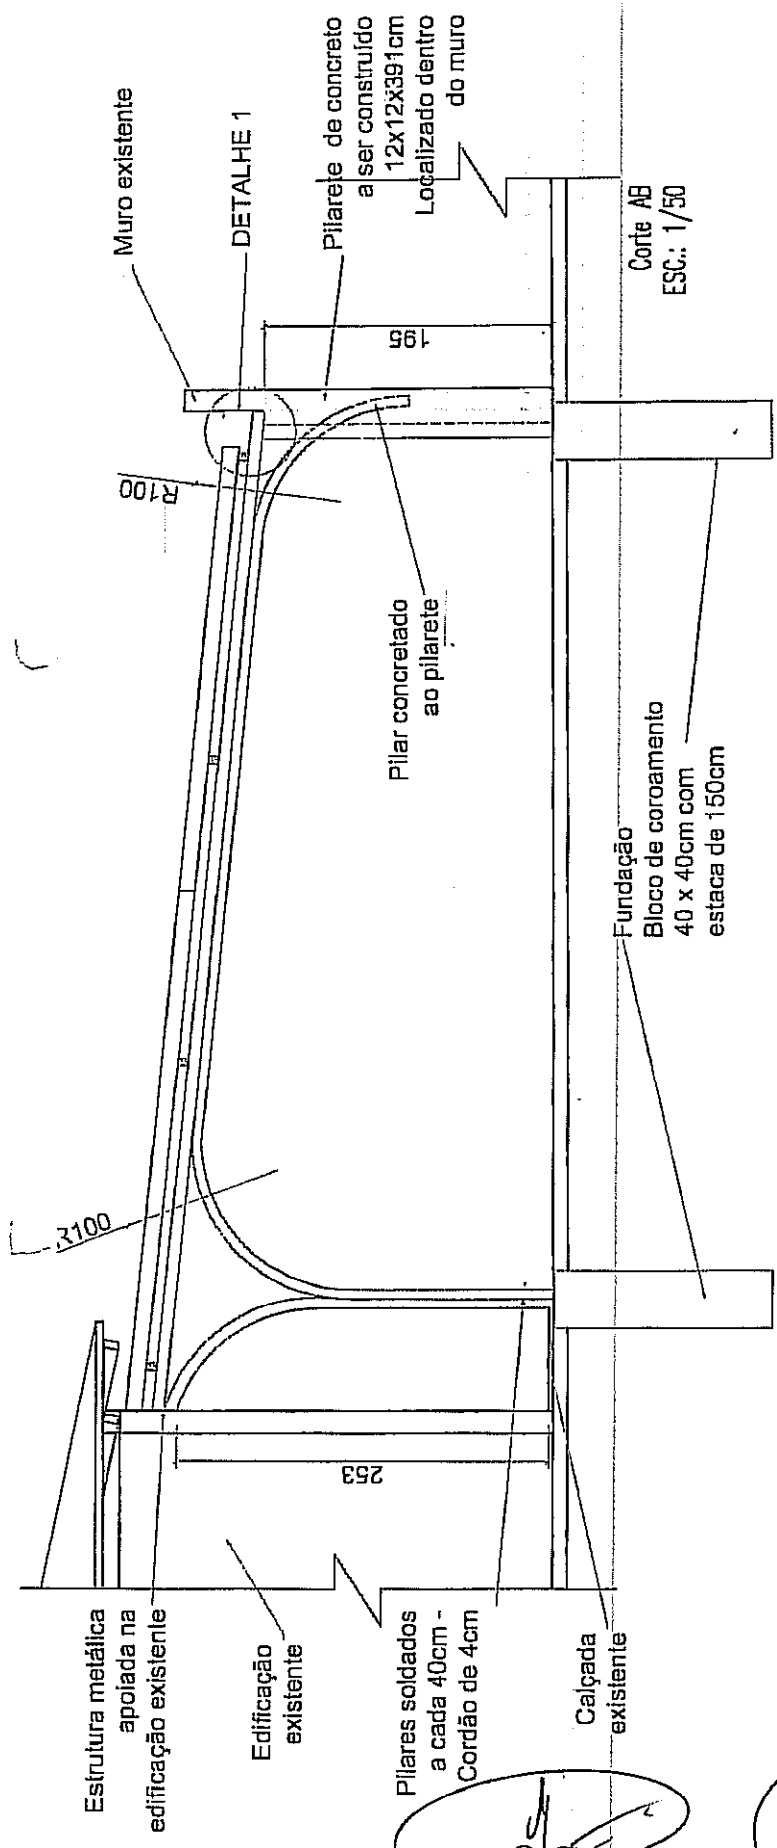 Estrutura metálica
apoiada na
edificação existente
Edificação
existente
Pilares soldados
a cada 40cm -
Cordão de 4cm
Calçada
existente
253
R100
Fundação
Bloco de coroamento
40 x 40cm com
estaca de 150cm
Pilar concretado
ao pilarete
R100
195
Muro existente
DETALHE 1
Pilarete de concreto
a ser construído
12x12x391cm
Localizado dentro
do muro
Corte AB
ESC.: 1/50